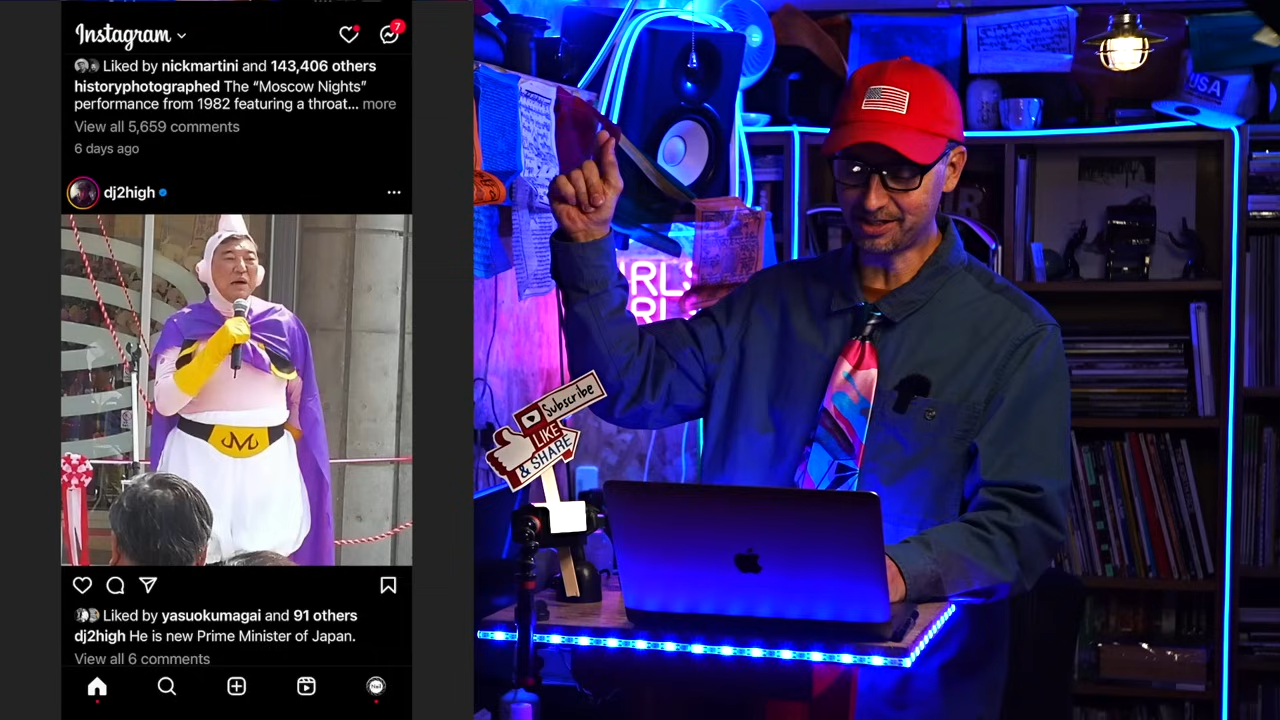 Instagram
7
Liked by nickmartini and 143,406 others
historyphotographed The “Moscow Nights”
performance from 1982 featuring a throat... more
View all 5,659 comments
6 days ago
dj2high
M
Liked by yasuokumagai and 91 others
dj2high He is new Prime Minister of Japan.
View all 6 comments
USA
Subscribe
LIKE
& SHARE